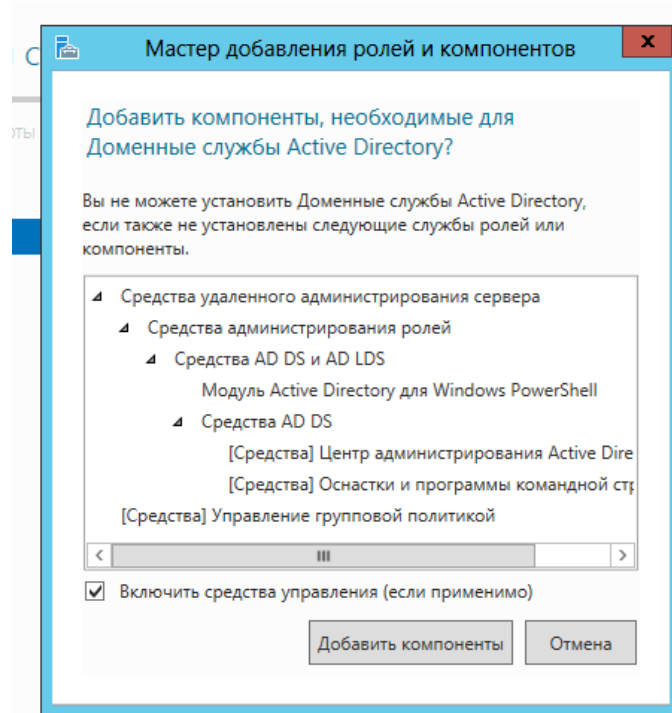 Мастер добавления ролей и компонентов
x
Добавить компоненты, необходимые для
Доменные службы Active Directory?
Вы не можете установить Доменные службы Active Directory,
если также не установлены следующие службы ролей или
компоненты.
Средства удаленного администрирования сервера
Средства администрирования ролей
Средства AD DS и AD LDS
Модуль Active Directory для Windows PowerShell
Средства AD DS
[Средства] Центр администрирования Active Dire
[Средства] Оснастки и программы командной стр
[Средства] Управление групповой политикой
Включить средства управления (если применимо)
Добавить компоненты
Отмена